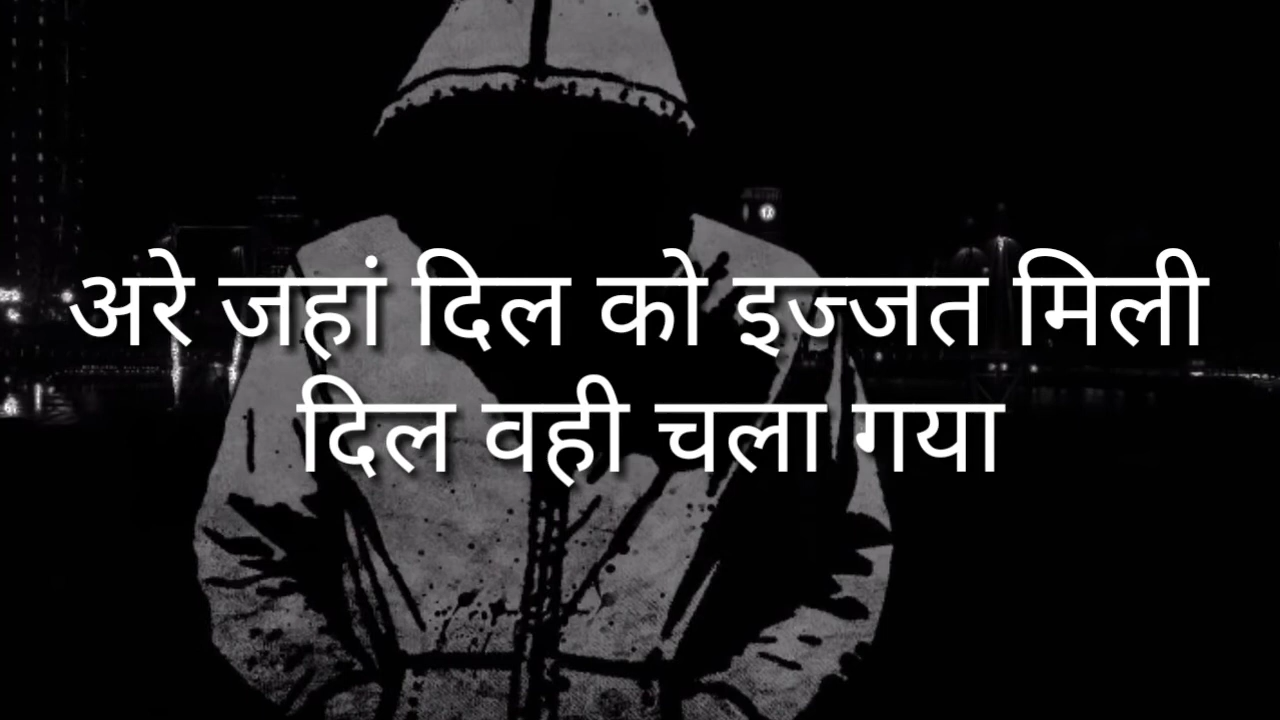 अरे जहां दिल को इज्जत मिली
दिल वही चला गया